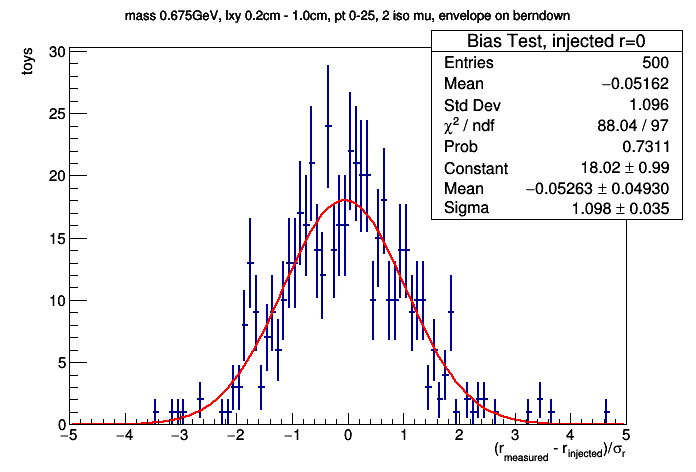 mass 0.675GeV, lxy 0.2cm - 1.0cm, pt 0-25, 2 iso mu, envelope on berndown
Bias Test, injected r=0
Entries 500
Mean −0.05162
Std Dev 1.096
χ² / ndf 88.04 / 97
Prob 0.7311
Constant 18.02 ± 0.99
Mean −0.05263 ± 0.04930
Sigma 1.098 ± 0.035
toys
30
25
20
15
10
5
0
−5 −4 −3 −2 −1 0 1 2 3 4 5
(r_measured - r_injected)/σ_r